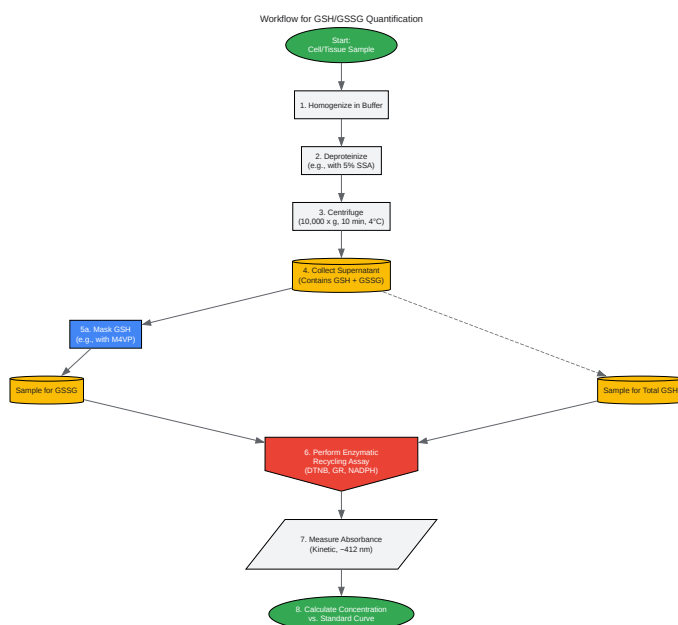 Workflow for GSH/GSSG Quantification
Start:
Cell/Tissue Sample
1. Homogenize in Buffer
2. Deproteinize
(e.g., with 5% SSA)
3. Centrifuge
(10,000 x g, 10 min, 4°C)
4. Collect Supernatant
(Contains GSH + GSSG)
5a. Mask GSH
(e.g., with M4VP)
Sample for GSSG
Sample for Total GSH
6. Perform Enzymatic
Recycling Assay
(DTNB, GR, NADPH)
7. Measure Absorbance
(Kinetic, ~412 nm)
8. Calculate Concentration
vs. Standard Curve